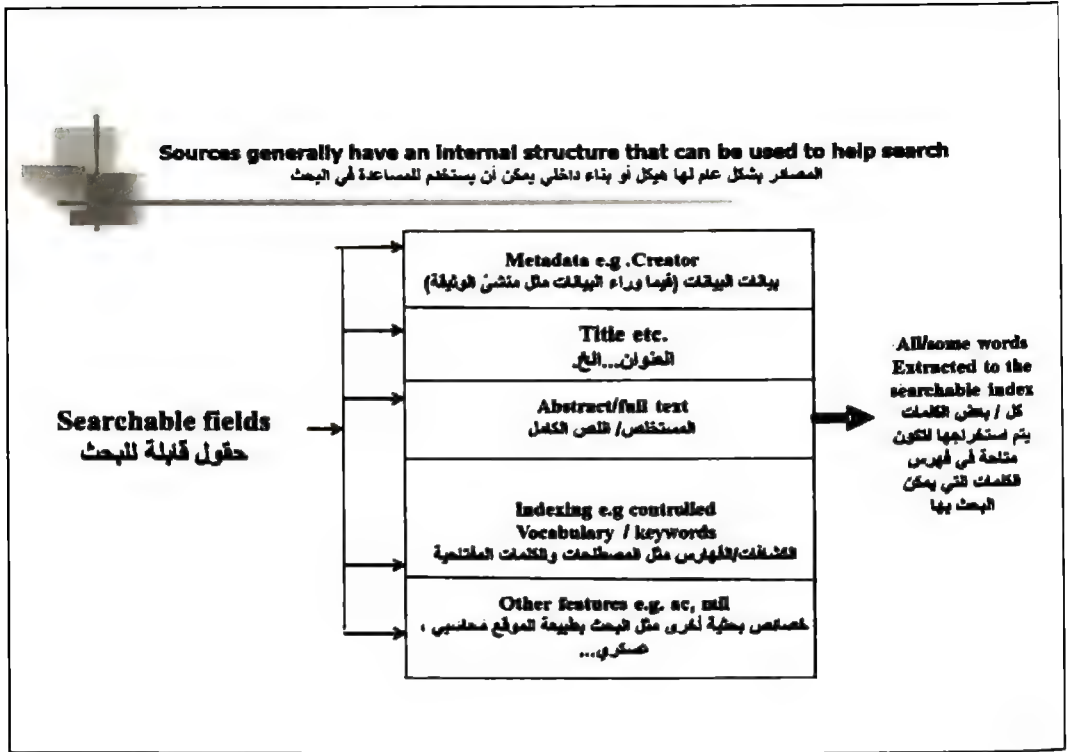 Sources generally have an internal structure that can be used to help search
المصادر بشكل عام لها هيكل أو بناء داخلي يمكن أن يستخدم للمساعدة في البحث
Searchable fields
حقول قابلة للبحث
Metadata e.g .Creator
بيانات البيانات (فيما وراء البيانات مثل منشئ الوثيقة)
Title etc.
العنوان...الخ.
Abstract/full text
المستخلص/ النص الكامل
Indexing e.g controlled
Vocabulary / keywords
الكشافات/الفهارس مثل المصطلحات والكلمات المفتاحية
Other features e.g. ac, mil
خصائص بحثية أخرى مثل البحث بطبيعة الموقع محاسبي ،
عسكري...
All/some words
Extracted to the
searchable index
كل / بعض الكلمات
يتم استخراجها لتكون
متاحة في فهرس
الكلمات التي يمكن
البحث بها